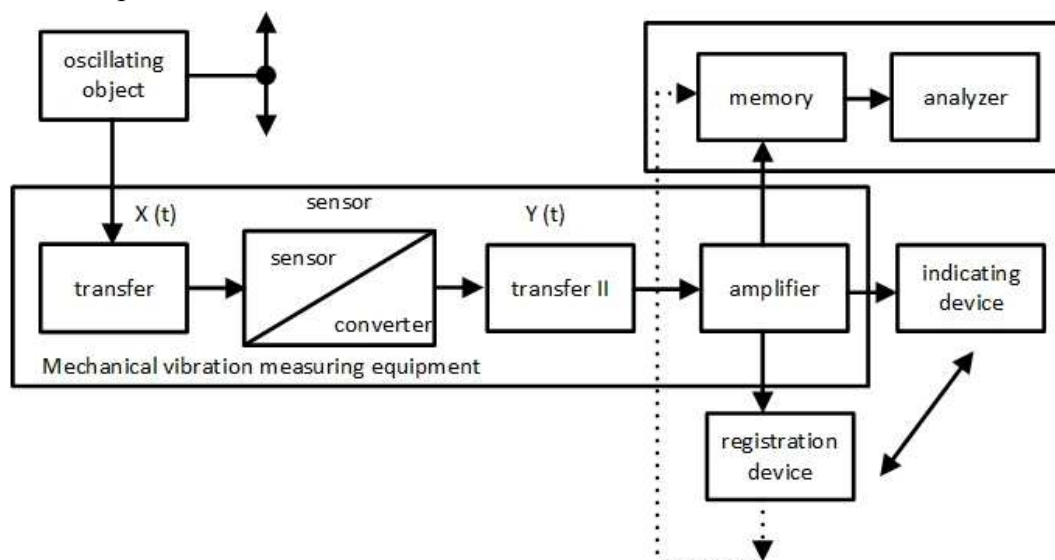 oscillating
object
memory
analyzer
X (t)
sensor
Y (t)
transfer
sensor
converter
transfer II
amplifier
indicating
device
Mechanical vibration measuring equipment
registration
device